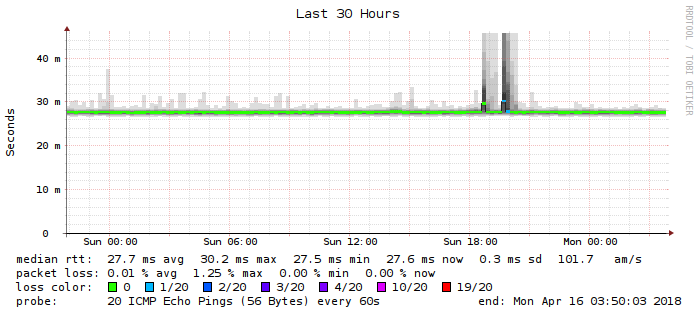 Last 30 Hours
RRDTOOL / TOBI OETIKER
Seconds
40 m
30 m
20 m
10 m
0
Sun 00:00 Sun 06:00 Sun 12:00 Sun 18:00 Mon 00:00
median rtt: 27.7 ms avg 30.2 ms max 27.5 ms min 27.6 ms now 0.3 ms sd 101.7 am/s
packet loss: 0.01 % avg 1.25 % max 0.00 % min 0.00 % now
loss color: 0 1/20 2/20 3/20 4/20 10/20 19/20
probe: 20 ICMP Echo Pings (56 Bytes) every 60s end: Mon Apr 16 03:50:03 2018